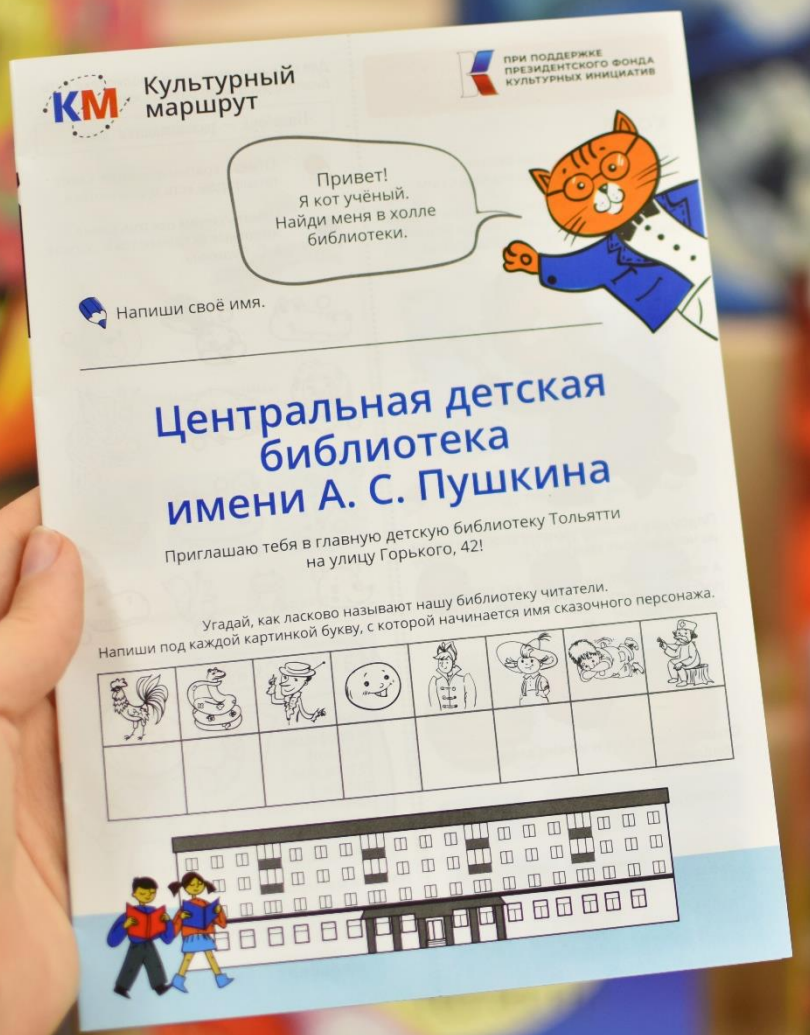 КМ
Культурный
маршрут
ПРИ ПОДДЕРЖКЕ
ПРЕЗИДЕНТСКОГО ФОНДА
КУЛЬТУРНЫХ ИНИЦИАТИВ
Привет!
Я кот учёный.
Найди меня в холле
библиотеки.
Напиши своё имя.
Центральная детская
библиотека
имени А. С. Пушкина
Приглашаю тебя в главную детскую библиотеку Тольятти
на улицу Горького, 42!
Угадай, как ласково называют нашу библиотеку читатели.
Напиши под каждой картинкой букву, с которой начинается имя сказочного персонажа.